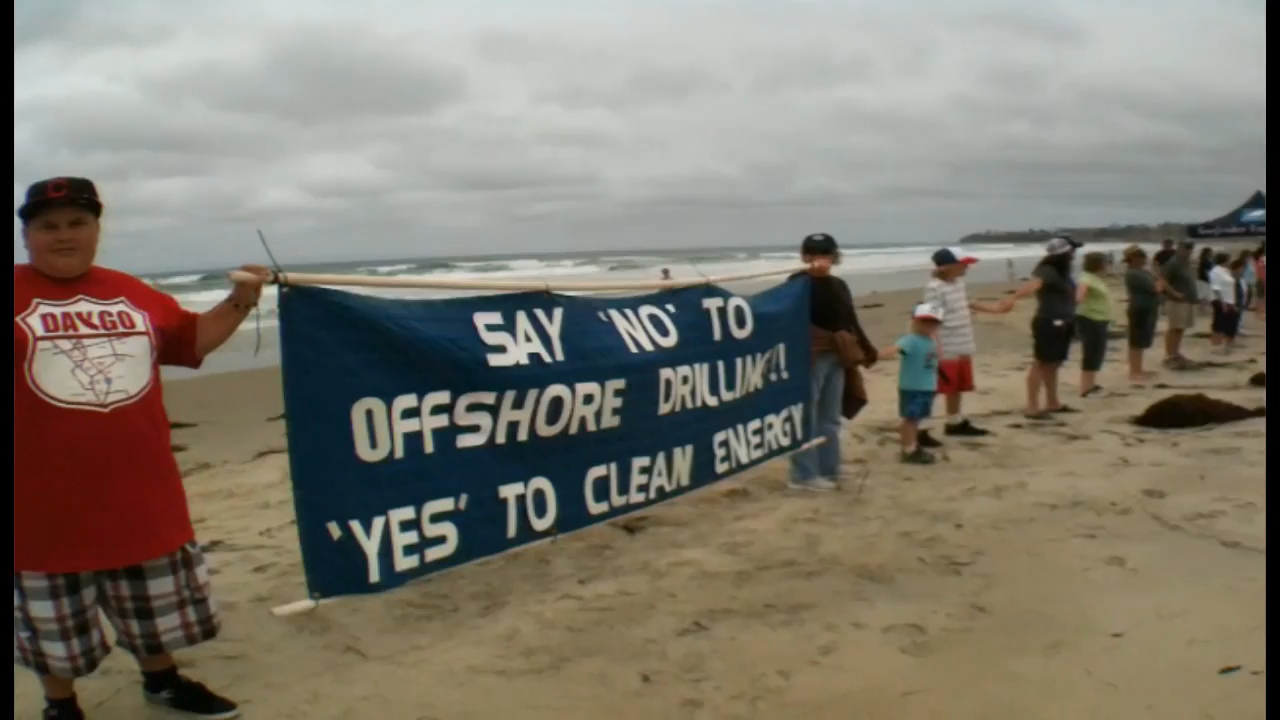 DAYGO
SAY 'NO' TO
OFFSHORE DRILLING!!
'YES' TO CLEAN ENERGY
C